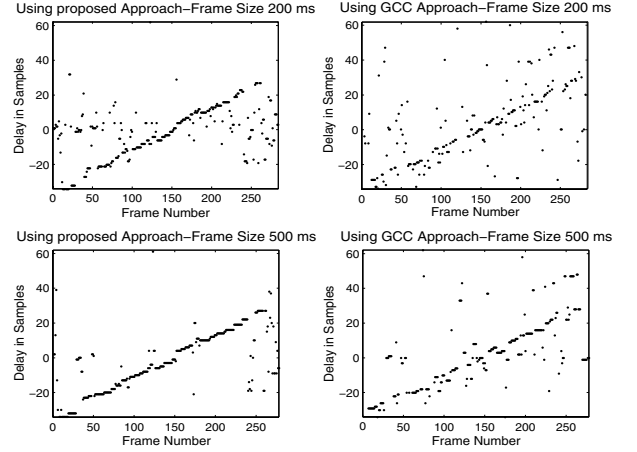 Using proposed Approach−Frame Size 200 ms
60
40
20
0
−20
Delay in Samples
0 50 100 150 200 250
Frame Number
Using GCC Approach−Frame Size 200 ms
60
40
20
0
−20
Delay in Samples
0 50 100 150 200 250
Frame Number
Using proposed Approach−Frame Size 500 ms
60
40
20
0
−20
Delay in Samples
0 50 100 150 200 250
Frame Number
Using GCC Approach−Frame Size 500 ms
60
40
20
0
−20
Delay in Samples
0 50 100 150 200 250
Frame Number